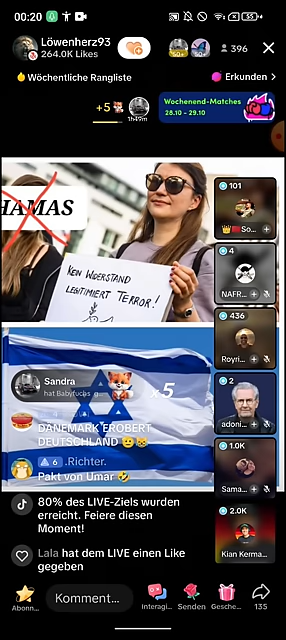 00:20
55
Löwenherz93
264.0K Likes
50+
50+
396
Wöchentliche Rangliste
Erkunden
+5
1h49m
Wochenend-Matches
28.10 - 29.10
HAMAS
KEIN WIDERSTAND
LEGITIMIERT TERROR!
101
So...
4
NAFR...
436
Royri...
2
adoni...
1.0K
Sama...
2.0K
Kian Kerma...
Sandra
hat Babyfuchs g...
x5
DÄNEMARK EROBERT
DEUTSCHLAND
6 .Richter.
Pakt von Umar
80% des LIVE-Ziels wurden
erreicht. Feiere diesen
Moment!
Lala hat dem LIVE einen Like
gegeben
Abonn...
Komment...
Interagi...
Senden
Gesche...
135